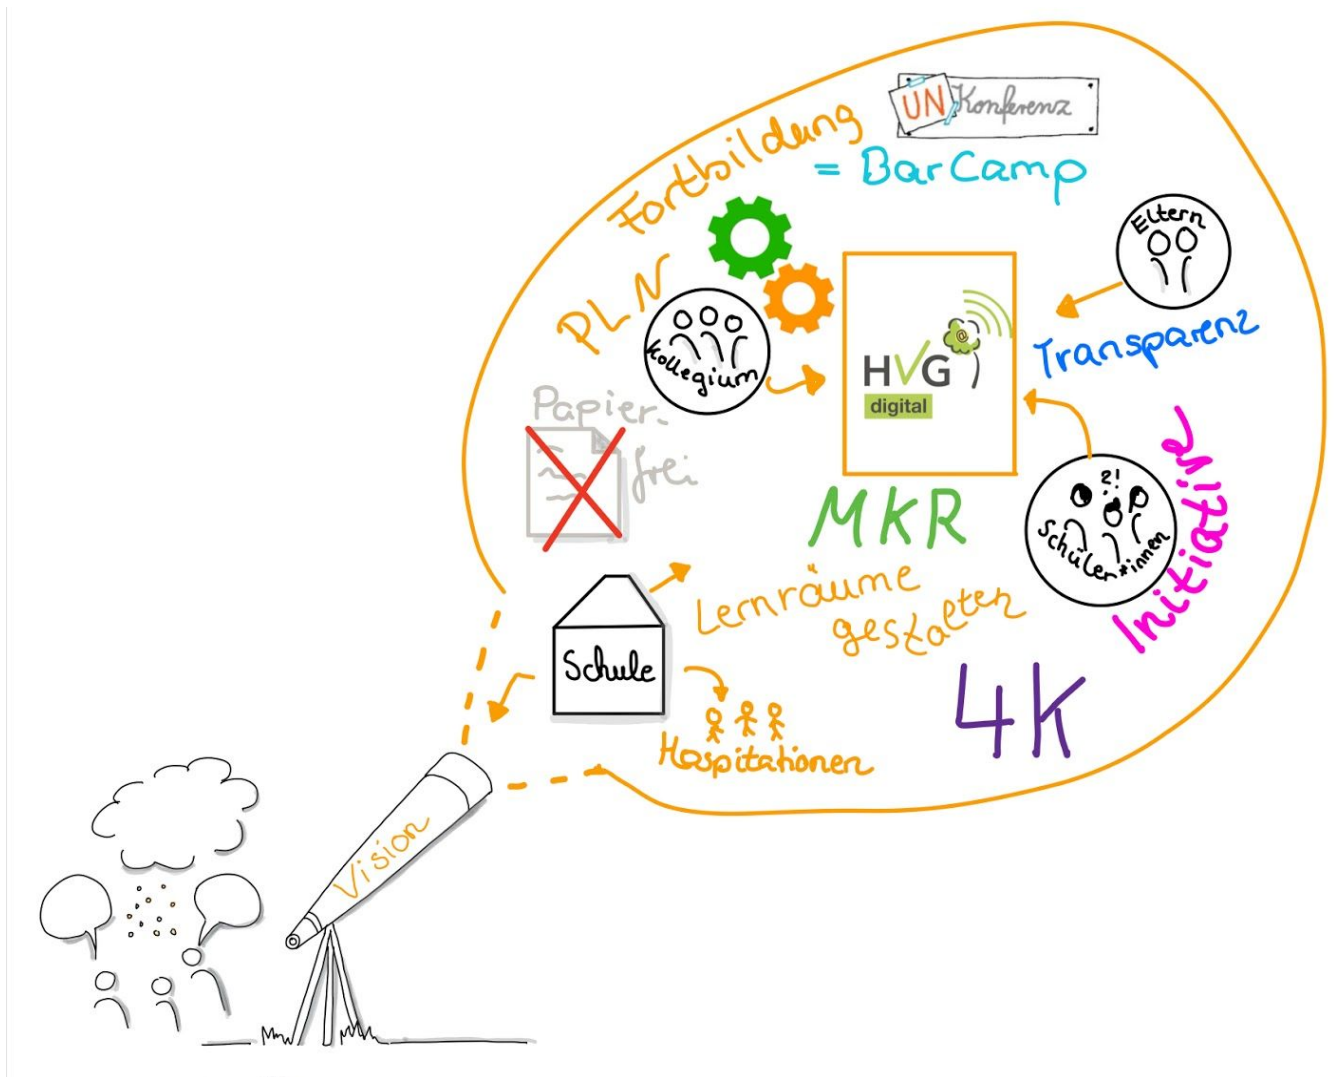 UN Konferenz
Fortbildung
= BarCamp
Eltern
PLN
Kollegium
Transparenz
HVG
digital
Papier-
frei
?!
Schüler*innen
Initiativ
MKR
Lernräume
gestalten
Schule
4K
Hospitationen
Vision